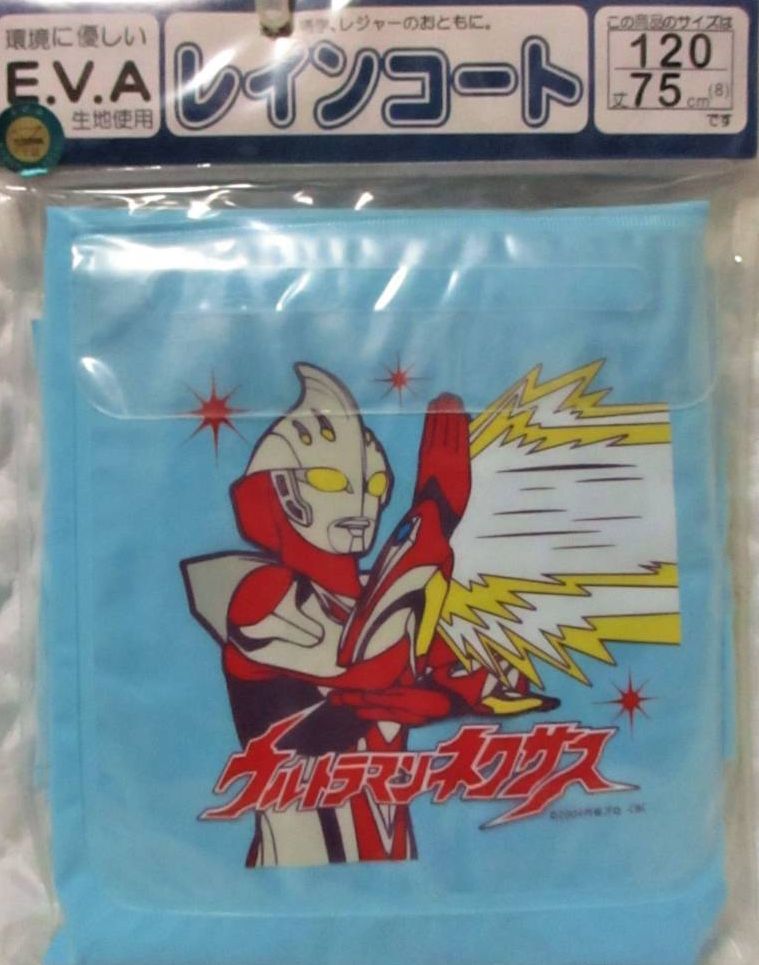 環境に優しい
E.V.A
生地使用
レジャーのおともに。
レインコート
この商品のサイズは
120
丈75cm(8)
です
ウルトラマンネクサス